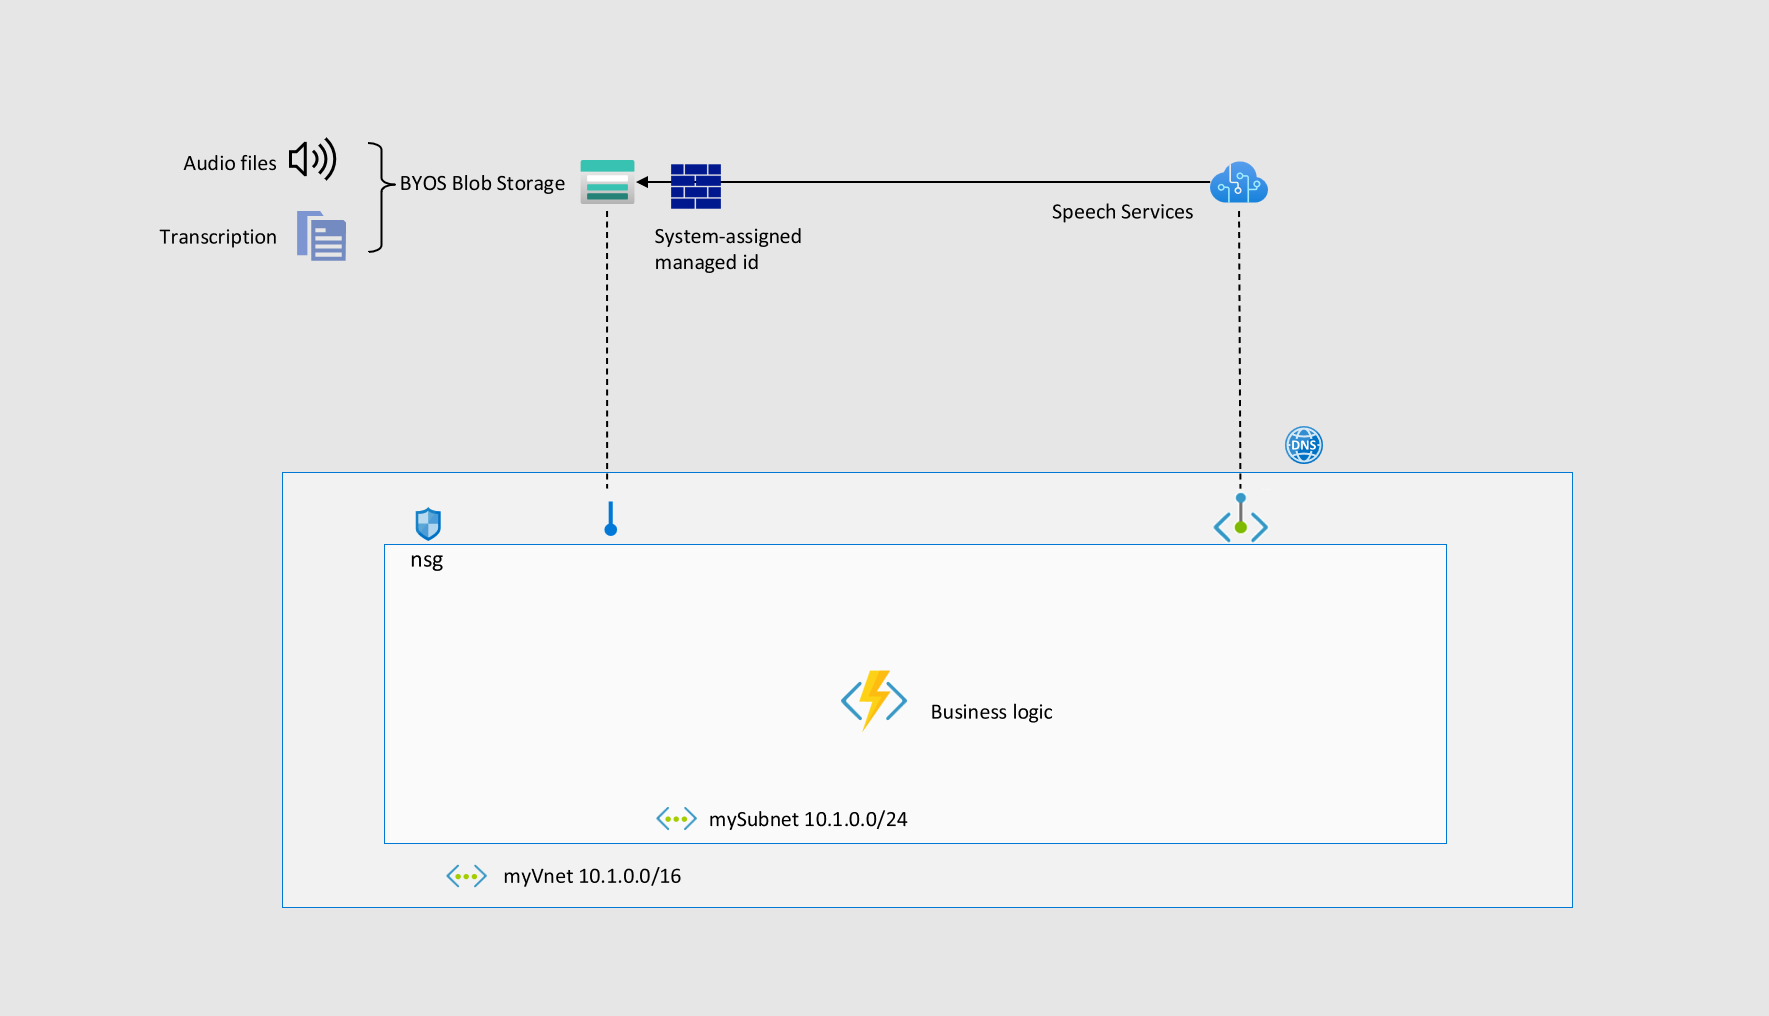 Audio files
BYOS Blob Storage
Transcription
System-assigned
managed id
Speech Services
DNS
nsg
Business logic
mySubnet 10.1.0.0/24
myVnet 10.1.0.0/16